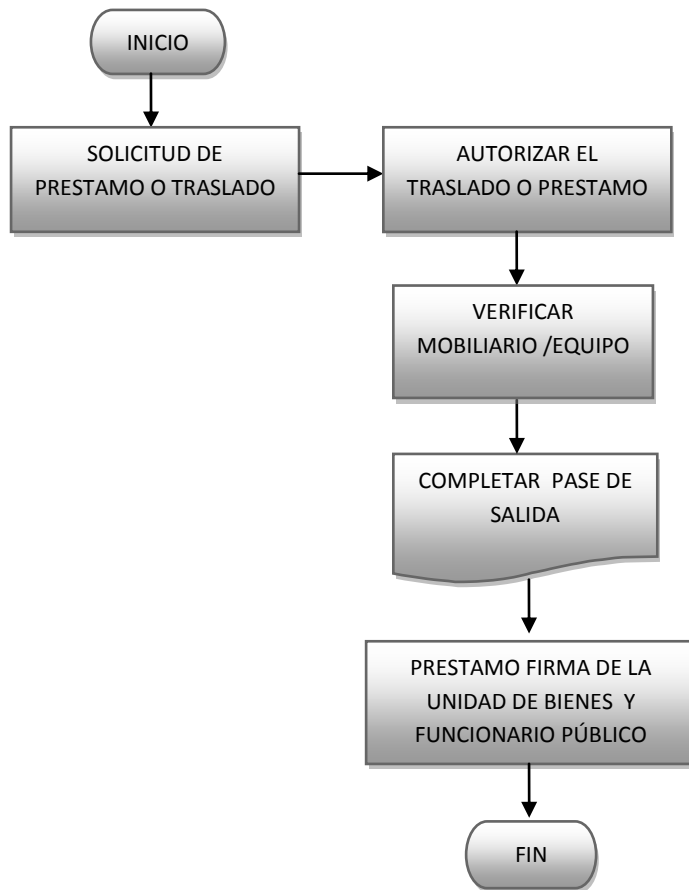 INICIO
SOLICITUD DE
PRESTAMO O TRASLADO
AUTORIZAR EL
TRASLADO O PRESTAMO
VERIFICAR
MOBILIARIO /EQUIPO
COMPLETAR PASE DE
SALIDA
PRESTAMO FIRMA DE LA
UNIDAD DE BIENES Y
FUNCIONARIO PÚBLICO
FIN